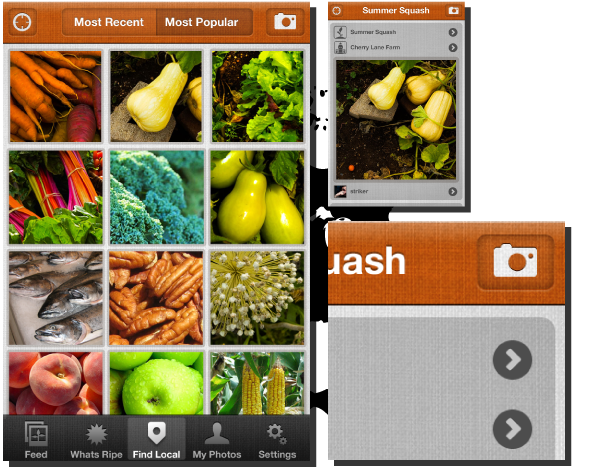 Most Recent Most Popular
Feed Whats Ripe Find Local My Photos Settings
Summer Squash
Summer Squash
Cherry Lane Farm
striker
uash